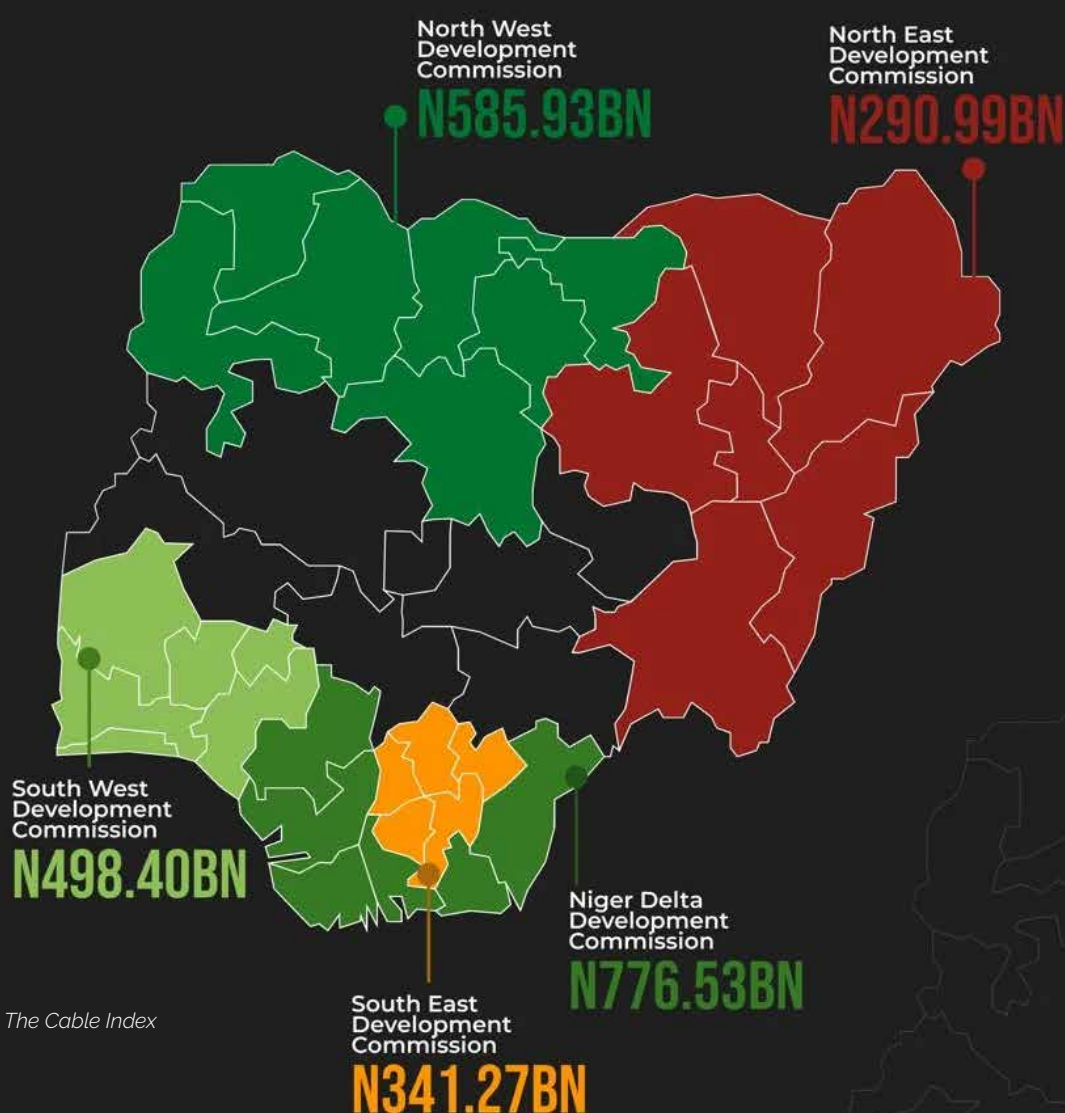 North West
Development
Commission
N585.93BN
North East
Development
Commission
N290.99BN
South West
Development
Commission
N498.40BN
Niger Delta
Development
Commission
N776.53BN
The Cable Index
South East
Development
Commission
N341.27BN